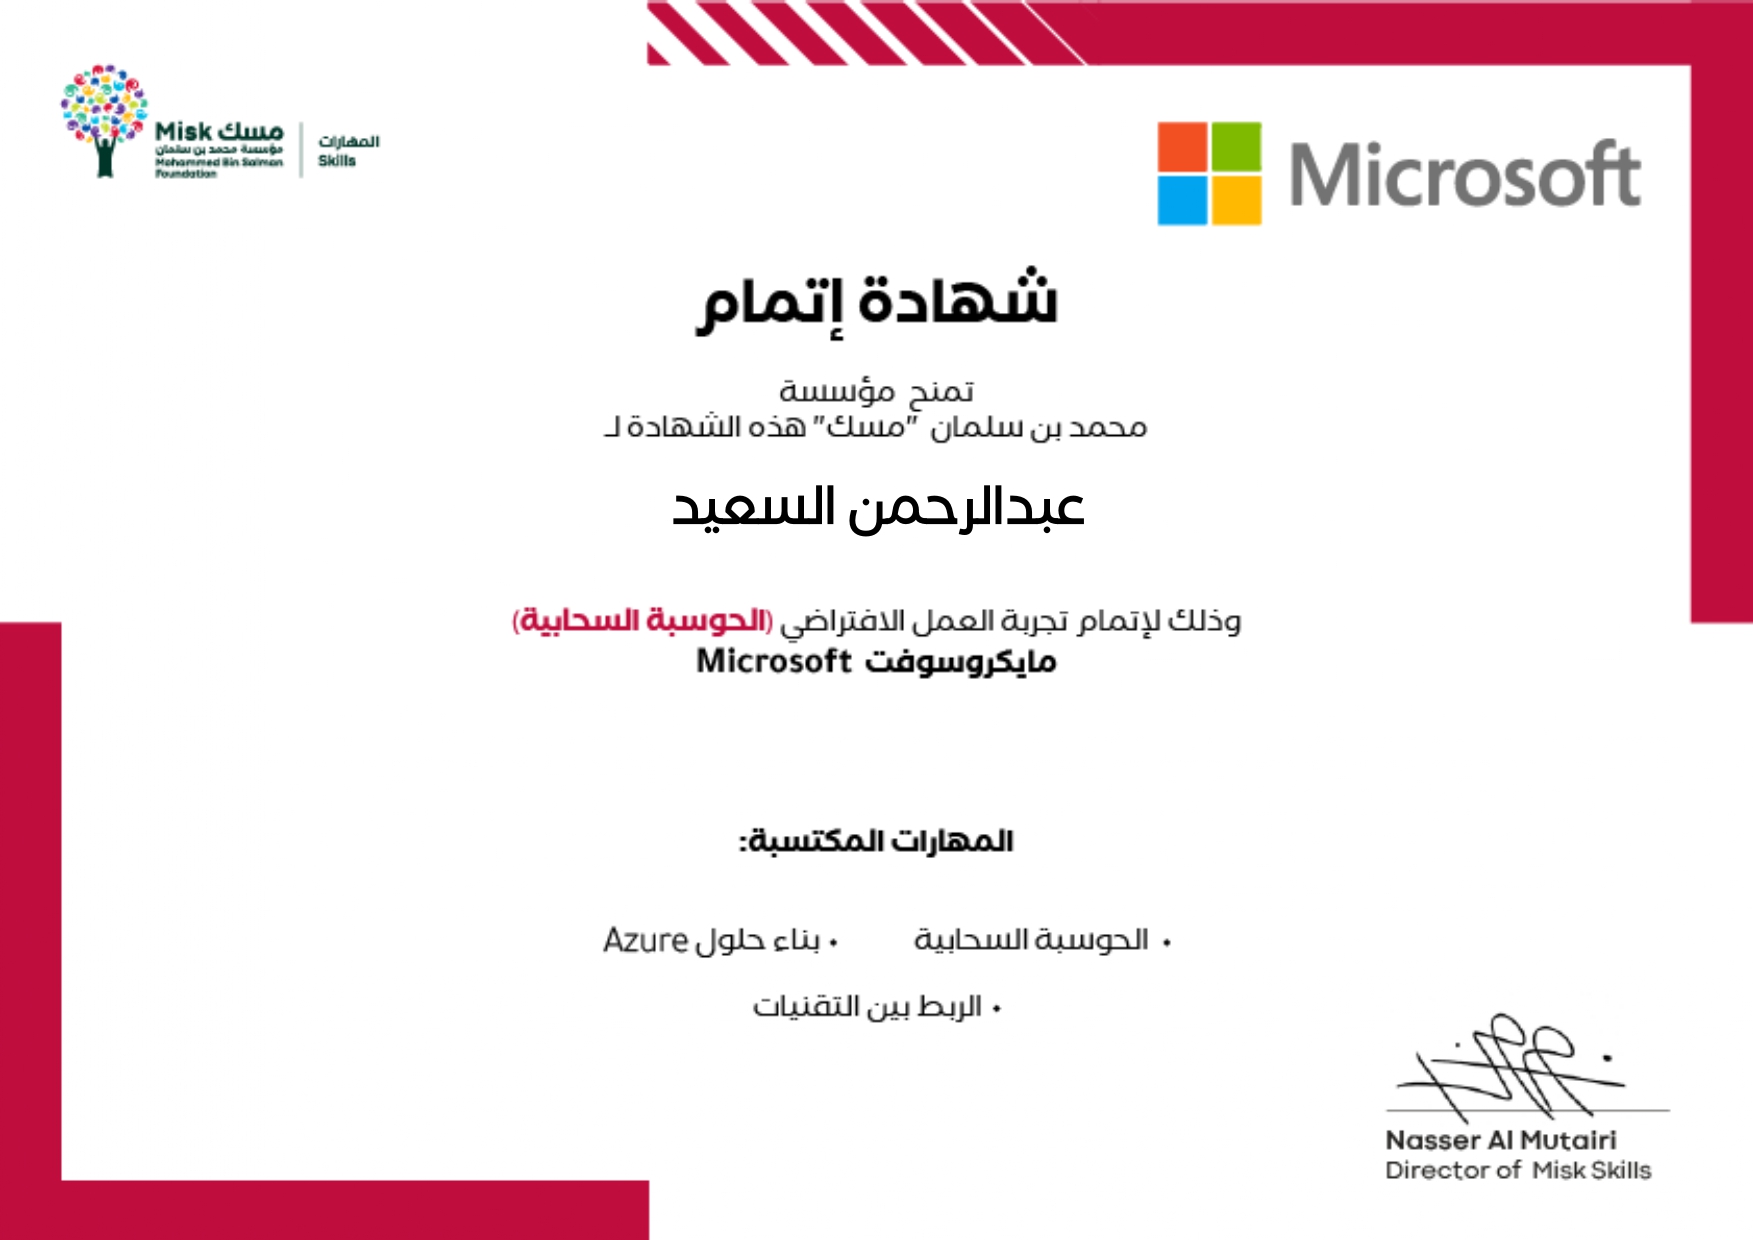 مسك Misk
مؤسسة محمد بن سلمان
Mohammed Bin Salman
Foundation
المهارات
Skills
Microsoft
شهادة إتمام
تمنح مؤسسة
محمد بن سلمان "مسك" هذه الشهادة لـ
عبدالرحمن السعيد
وذلك لإتمام تجربة العمل الافتراضي (الحوسبة السحابية)
مايكروسوفت Microsoft
المهارات المكتسبة:
• الحوسبة السحابية • بناء حلول Azure
• الربط بين التقنيات
Nasser Al Mutairi
Director of Misk Skills